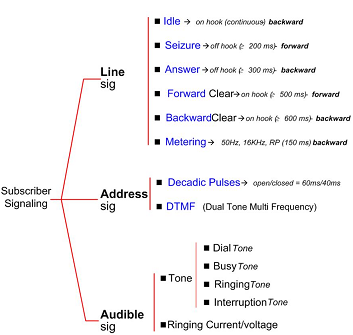 ■ Idle → on hook (continuous) backward
■ Seizure →off hook (≥ 200 ms)- forward
■ Answer →off hook (≥ 300 ms)- backward
Line
sig
■ Forward Clear→on hook (≥ 500 ms)- forward
■ BackwardClear→on hook (≥ 600 ms)- backward
■ Metering→ 50Hz, 16KHz, RP (150 ms) backward
Subscriber
Signaling
Address
sig
■ Decadic Pulses→ open/closed = 60ms/40ms
■ DTMF (Dual Tone Multi Frequency)
■ Tone
■ Dial Tone
■ Busy Tone
■ Ringing Tone
■ Interruption Tone
Audible
sig
■ Ringing Current/voltage